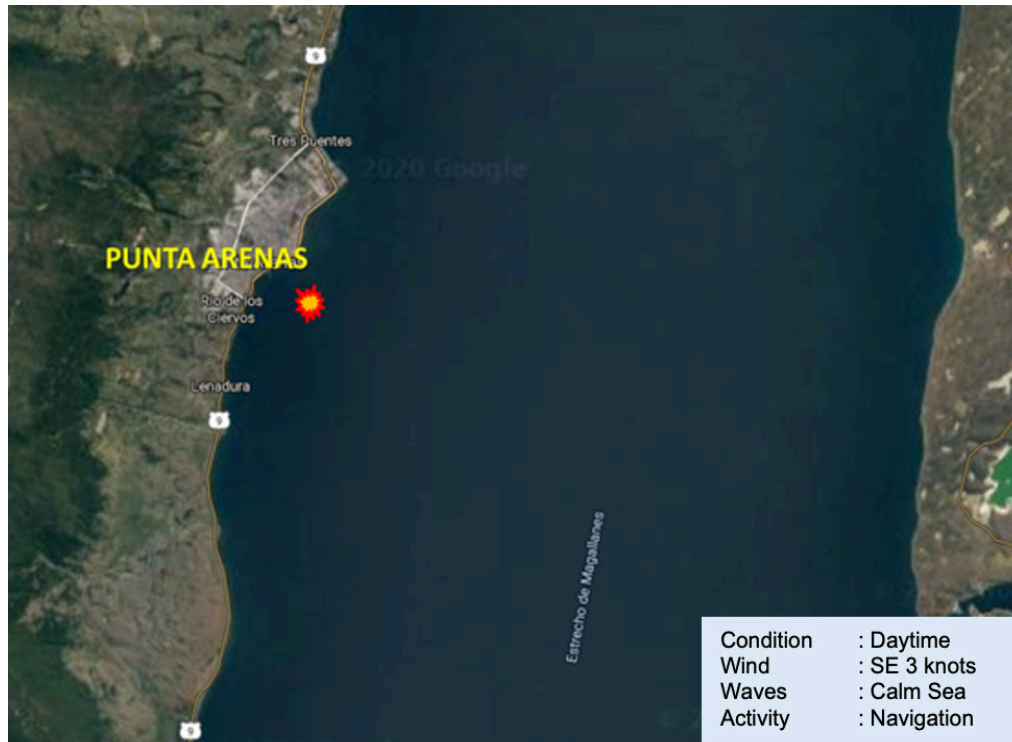 9
Tres Puentes
2020 Google
PUNTA ARENAS
Rio de los
Ciervos
Lenadura
9
Estrecho de Magallanes
Condition : Daytime
Wind : SE 3 knots
Waves : Calm Sea
Activity : Navigation
9